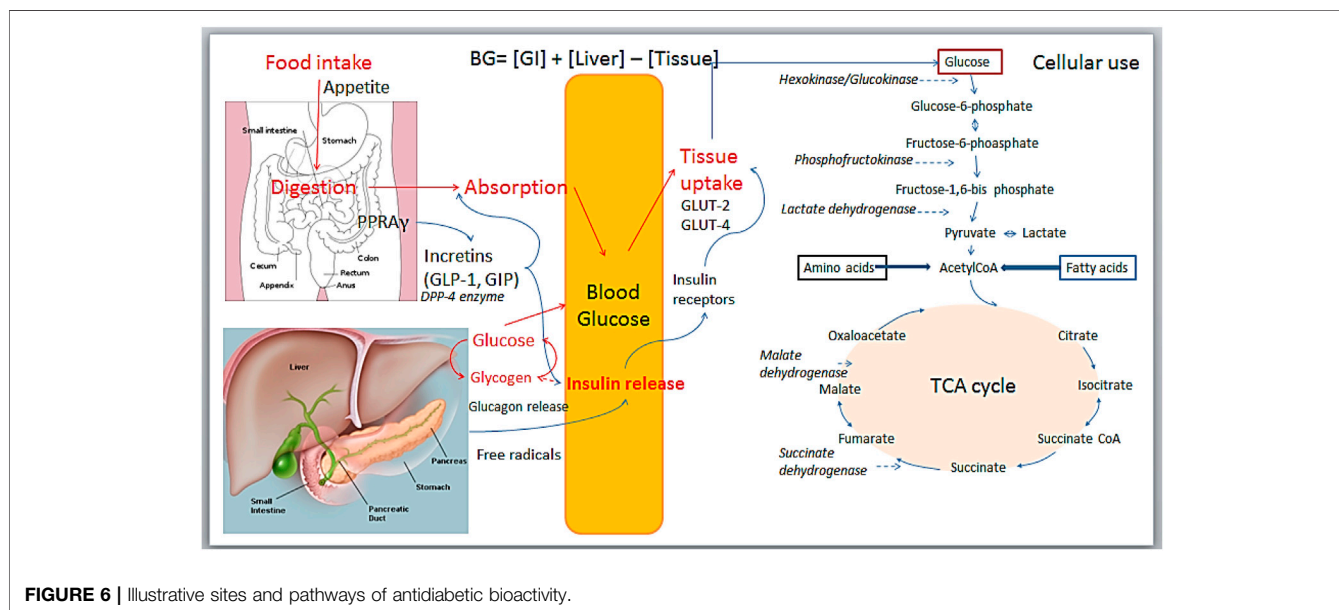 BG= [GI] + [Liver] – [Tissue]
Food intake
Appetite
Small intestine
Stomach
Digestion
Absorption
PPRAγ
Colon
Cecum
Rectum
Appendix
Anus
Incretins
(GLP-1, GIP)
DPP-4 enzyme
Liver
Pancreas
Stomach
Small
Intestine
Pancreatic
Duct
Glucose
Glycogen
Glucagon release
Free radicals
Blood
Glucose
Insulin release
Tissue
uptake
GLUT-2
GLUT-4
Insulin
receptors
Glucose
Cellular use
Hexokinase/Glucokinase
Glucose-6-phosphate
Fructose-6-phoasphate
Phosphofructokinase
Fructose-1,6-bis phosphate
Lactate dehydrogenase
Pyruvate
Lactate
Amino acids
AcetylCoA
Fatty acids
Oxaloacetate
Citrate
Malate
dehydrogenase
Malate
TCA cycle
Isocitrate
Fumarate
Succinate CoA
Succinate
dehydrogenase
Succinate
FIGURE 6 | Illustrative sites and pathways of antidiabetic bioactivity.